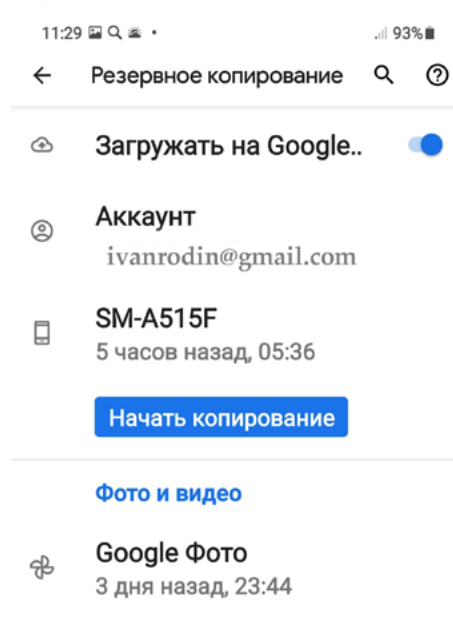 11:29 93%
Резервное копирование
Загружать на Google..
Аккаунт
ivanrodin@gmail.com
SM-A515F
5 часов назад, 05:36
Начать копирование
Фото и видео
Google Фото
3 дня назад, 23:44